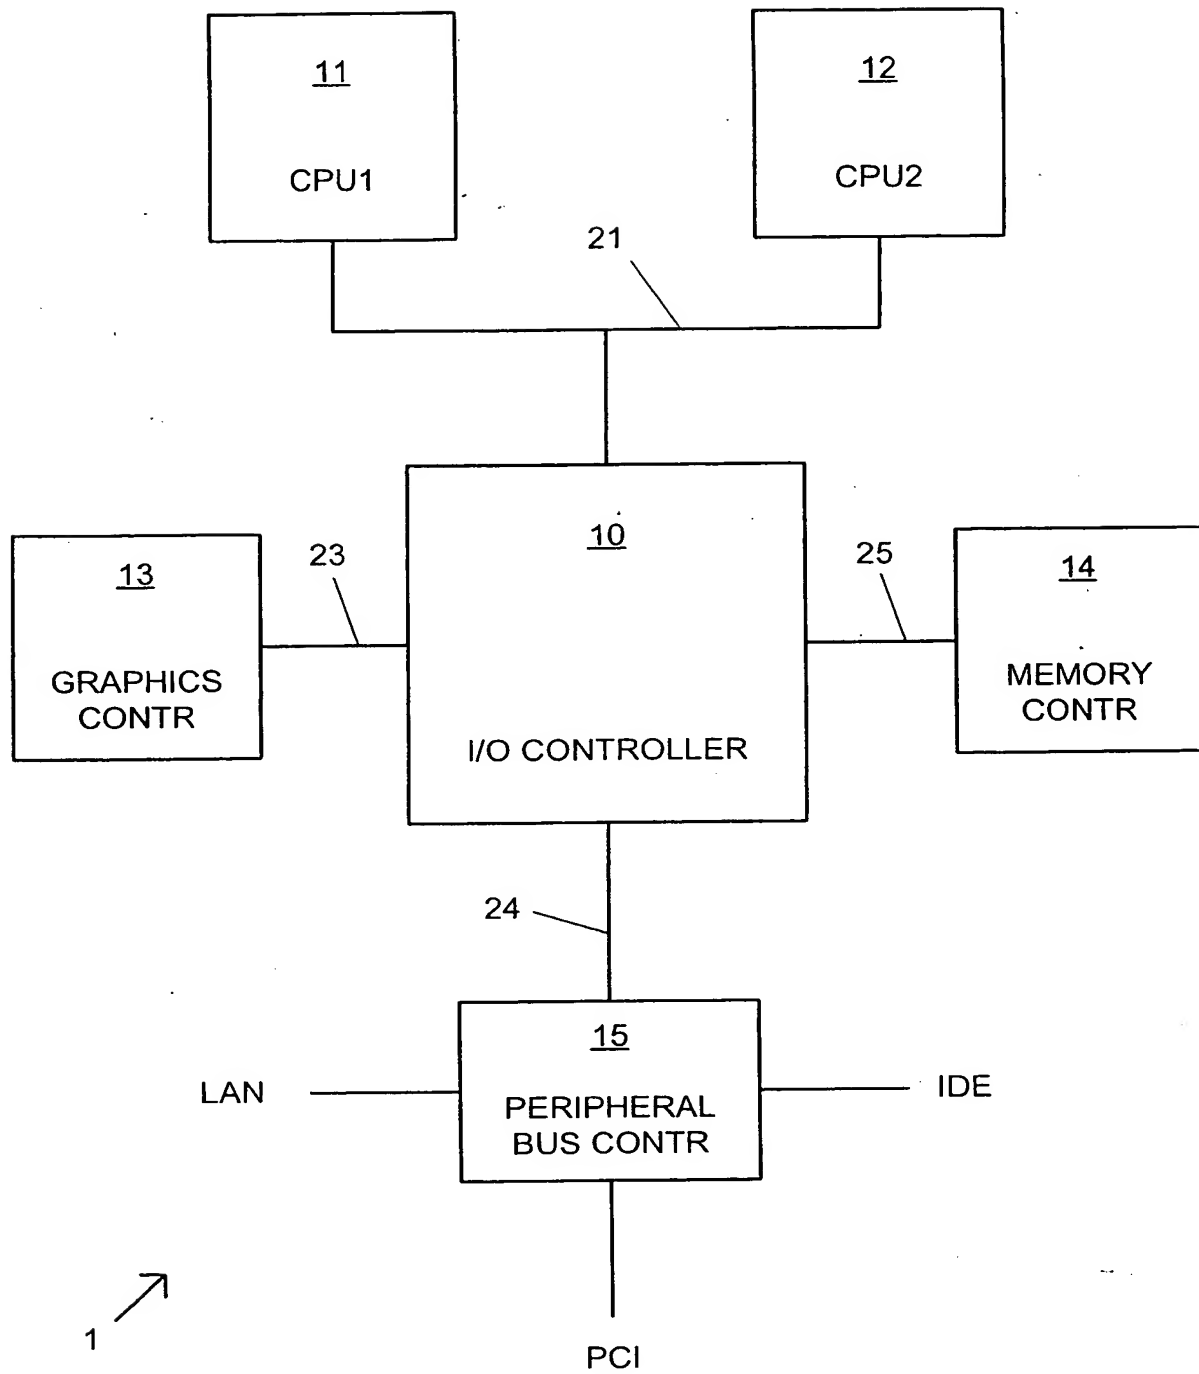 11
CPU1
12
CPU2
21
10
I/O CONTROLLER
13
GRAPHICS
CONTR
23
25
14
MEMORY
CONTR
24
15
PERIPHERAL
BUS CONTR
LAN
IDE
PCI
1